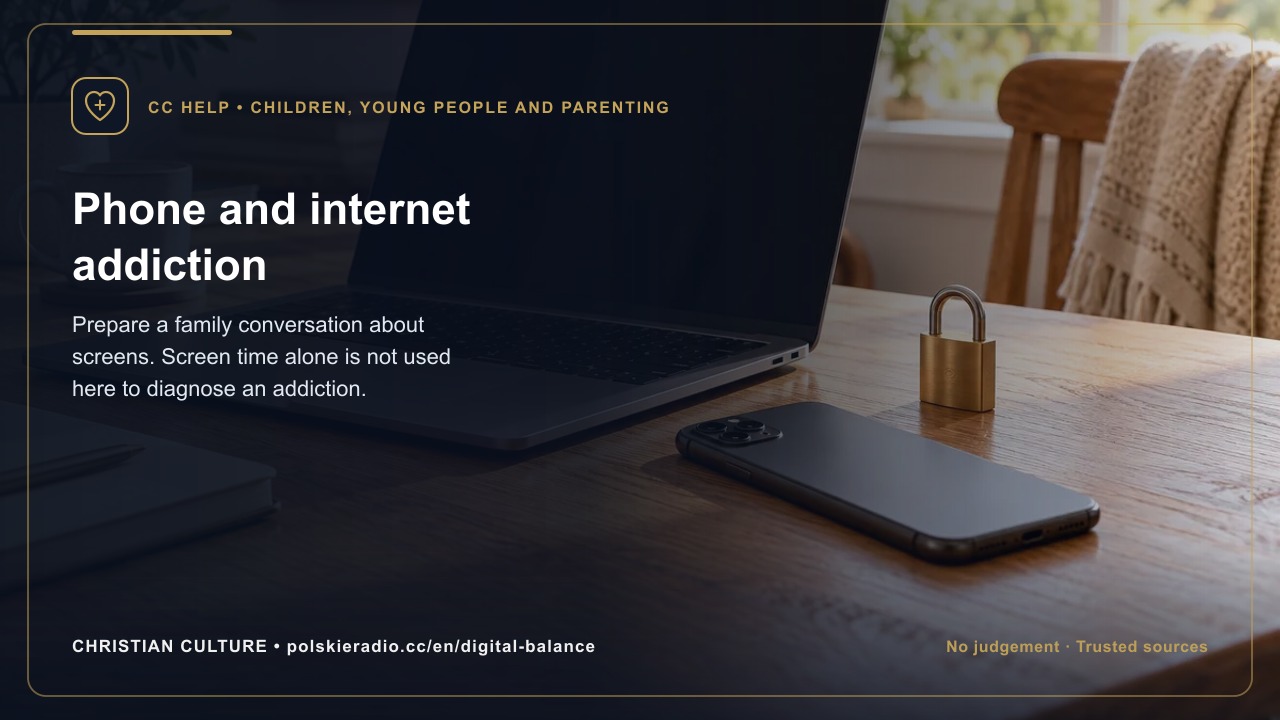 CC HELP • CHILDREN, YOUNG PEOPLE AND PARENTING
Phone and internet
addiction
Prepare a family conversation about
screens. Screen time alone is not used
here to diagnose an addiction.
CHRISTIAN CULTURE • polskieradio.cc/en/digital-balance
No judgement · Trusted sources